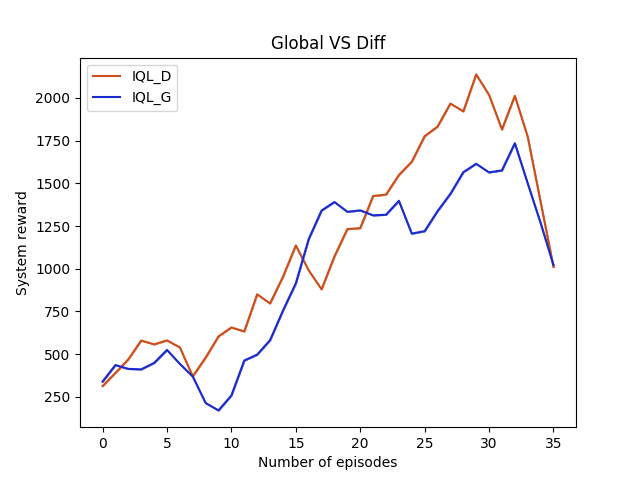 Global VS Diff
IQL_D
IQL_G
System reward
2000
1750
1500
1250
1000
750
500
250
0 5 10 15 20 25 30 35
Number of episodes